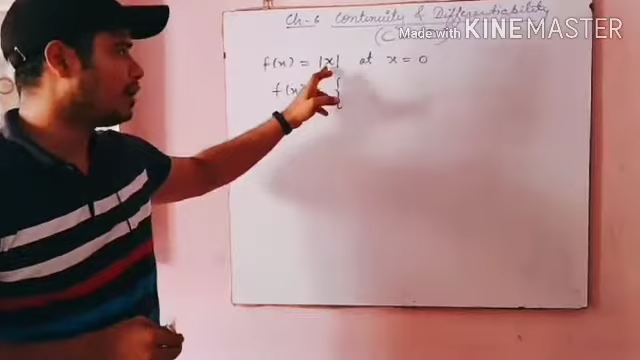 Ch-6 Continuity & Differentiability
Made with KINEMASTER
f(x) = |x| at x = 0
f(x) {